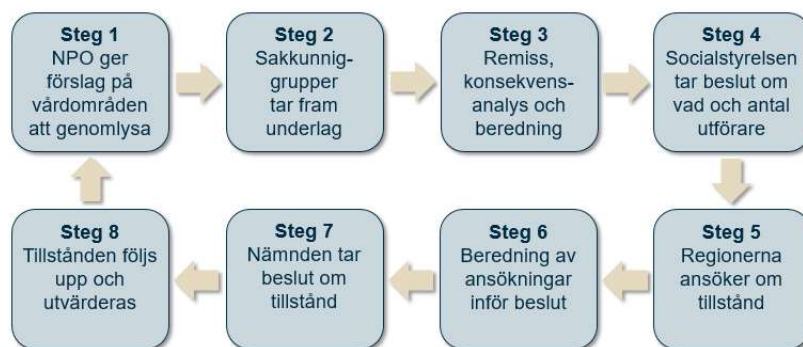 Steg 1
NPO ger
förslag på
vårdområden
att genomlysa
Steg 2
Sakkunnig-
grupper
tar fram
underlag
Steg 3
Remiss,
konsekvens-
analys och
beredning
Steg 4
Socialstyrelsen
tar beslut om
vad och antal
utförare
Steg 5
Regionerna
ansöker om
tillstånd
Steg 6
Beredning av
ansökningar
inför beslut
Steg 7
Nämnden tar
beslut om
tillstånd
Steg 8
Tillstånden följs
upp och
utvärderas